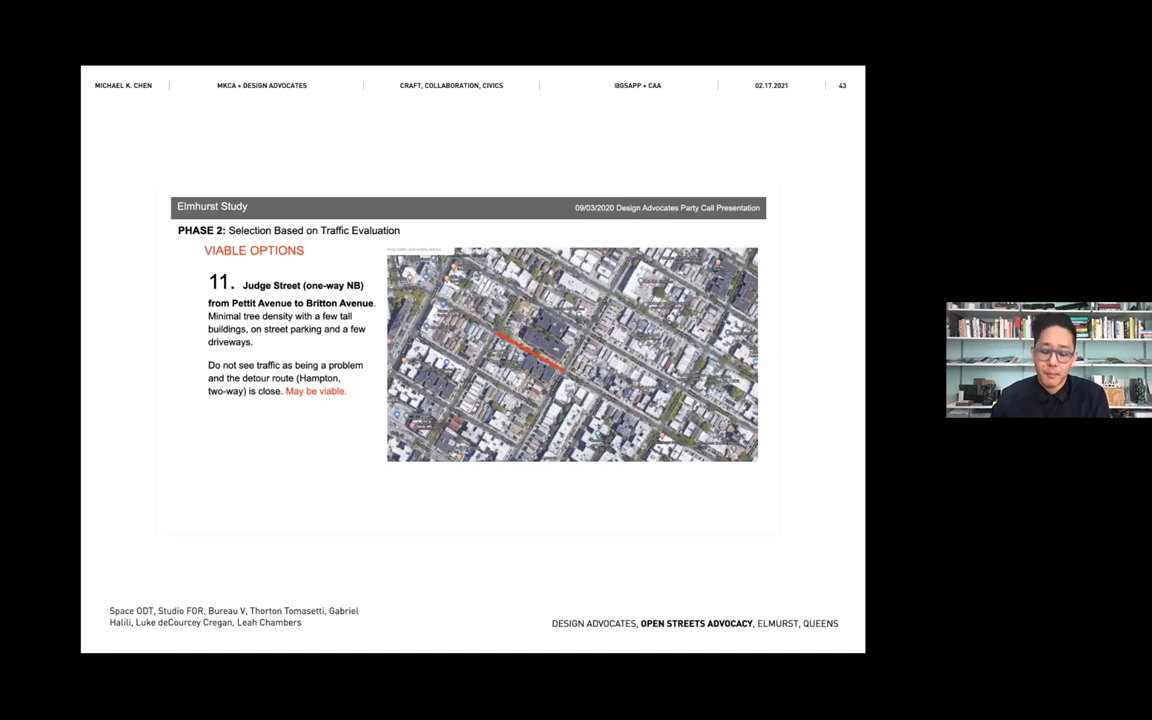 MICHAEL K. CHEN
MKCA + DESIGN ADVOCATES
CRAFT, COLLABORATION, CIVICS
@GSAPP + CAA
02.17.2021
43
Elmhurst Study
09/03/2020 Design Advocates Party Call Presentation
PHASE 2: Selection Based on Traffic Evaluation
VIABLE OPTIONS
11. Judge Street (one-way NB)
from Pettit Avenue to Britton Avenue.
Minimal tree density with a few tall
buildings, on street parking and a few
driveways.
Do not see traffic as being a problem
and the detour route (Hampton,
two-way) is close. May be viable.
Space ODT, Studio FOR, Bureau V, Thorton Tomasetti, Gabriel
Halili, Luke deCourcey Cregan, Leah Chambers
DESIGN ADVOCATES, OPEN STREETS ADVOCACY, ELMURST, QUEENS